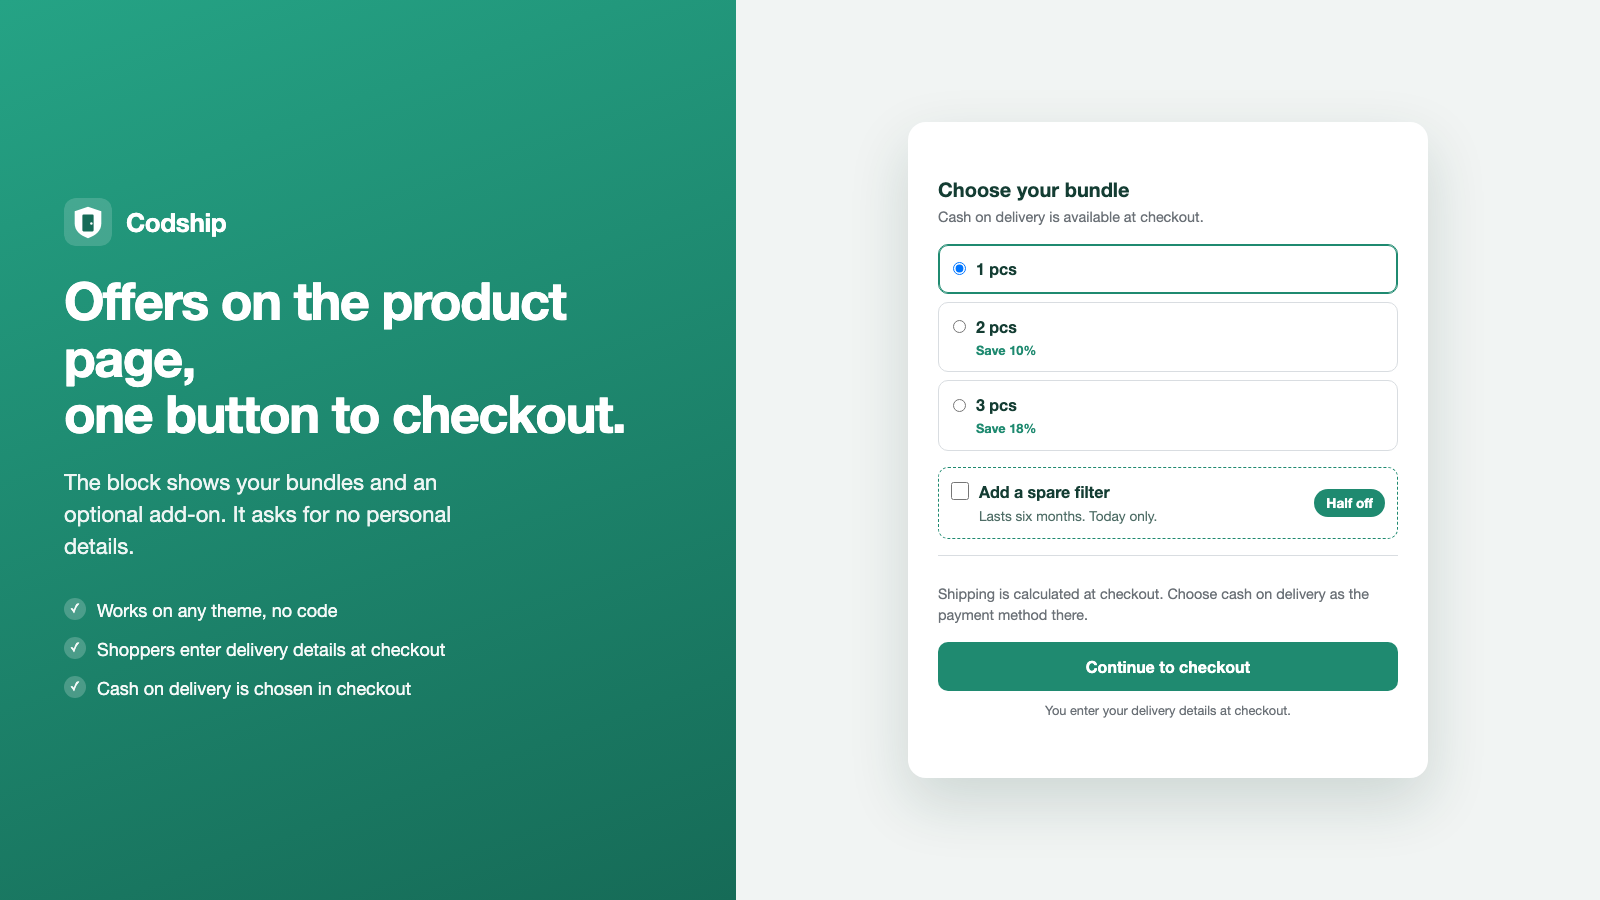 Codship
Offers on the product
page,
one button to checkout.
The block shows your bundles and an
optional add-on. It asks for no personal
details.
Works on any theme, no code
Shoppers enter delivery details at checkout
Cash on delivery is chosen in checkout
Choose your bundle
Cash on delivery is available at checkout.
1 pcs
2 pcs
Save 10%
3 pcs
Save 18%
Add a spare filter
Half off
Lasts six months. Today only.
Shipping is calculated at checkout. Choose cash on delivery as the
payment method there.
Continue to checkout
You enter your delivery details at checkout.